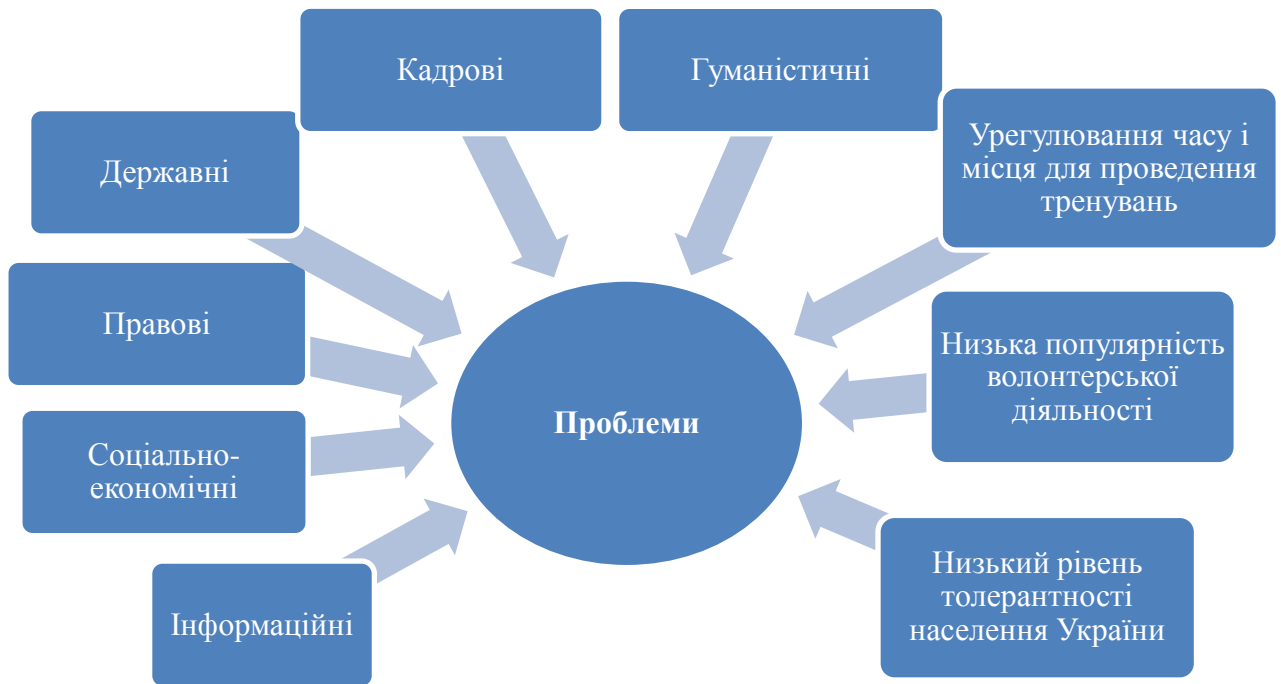 Кадрові
Гуманістичні
Державні
Урегулювання часу і
місця для проведення
тренувань
Правові
Низька популярність
волонтерської
діяльності
Проблеми
Соціально-
економічні
Інформаційні
Низький рівень
толерантності
населення України